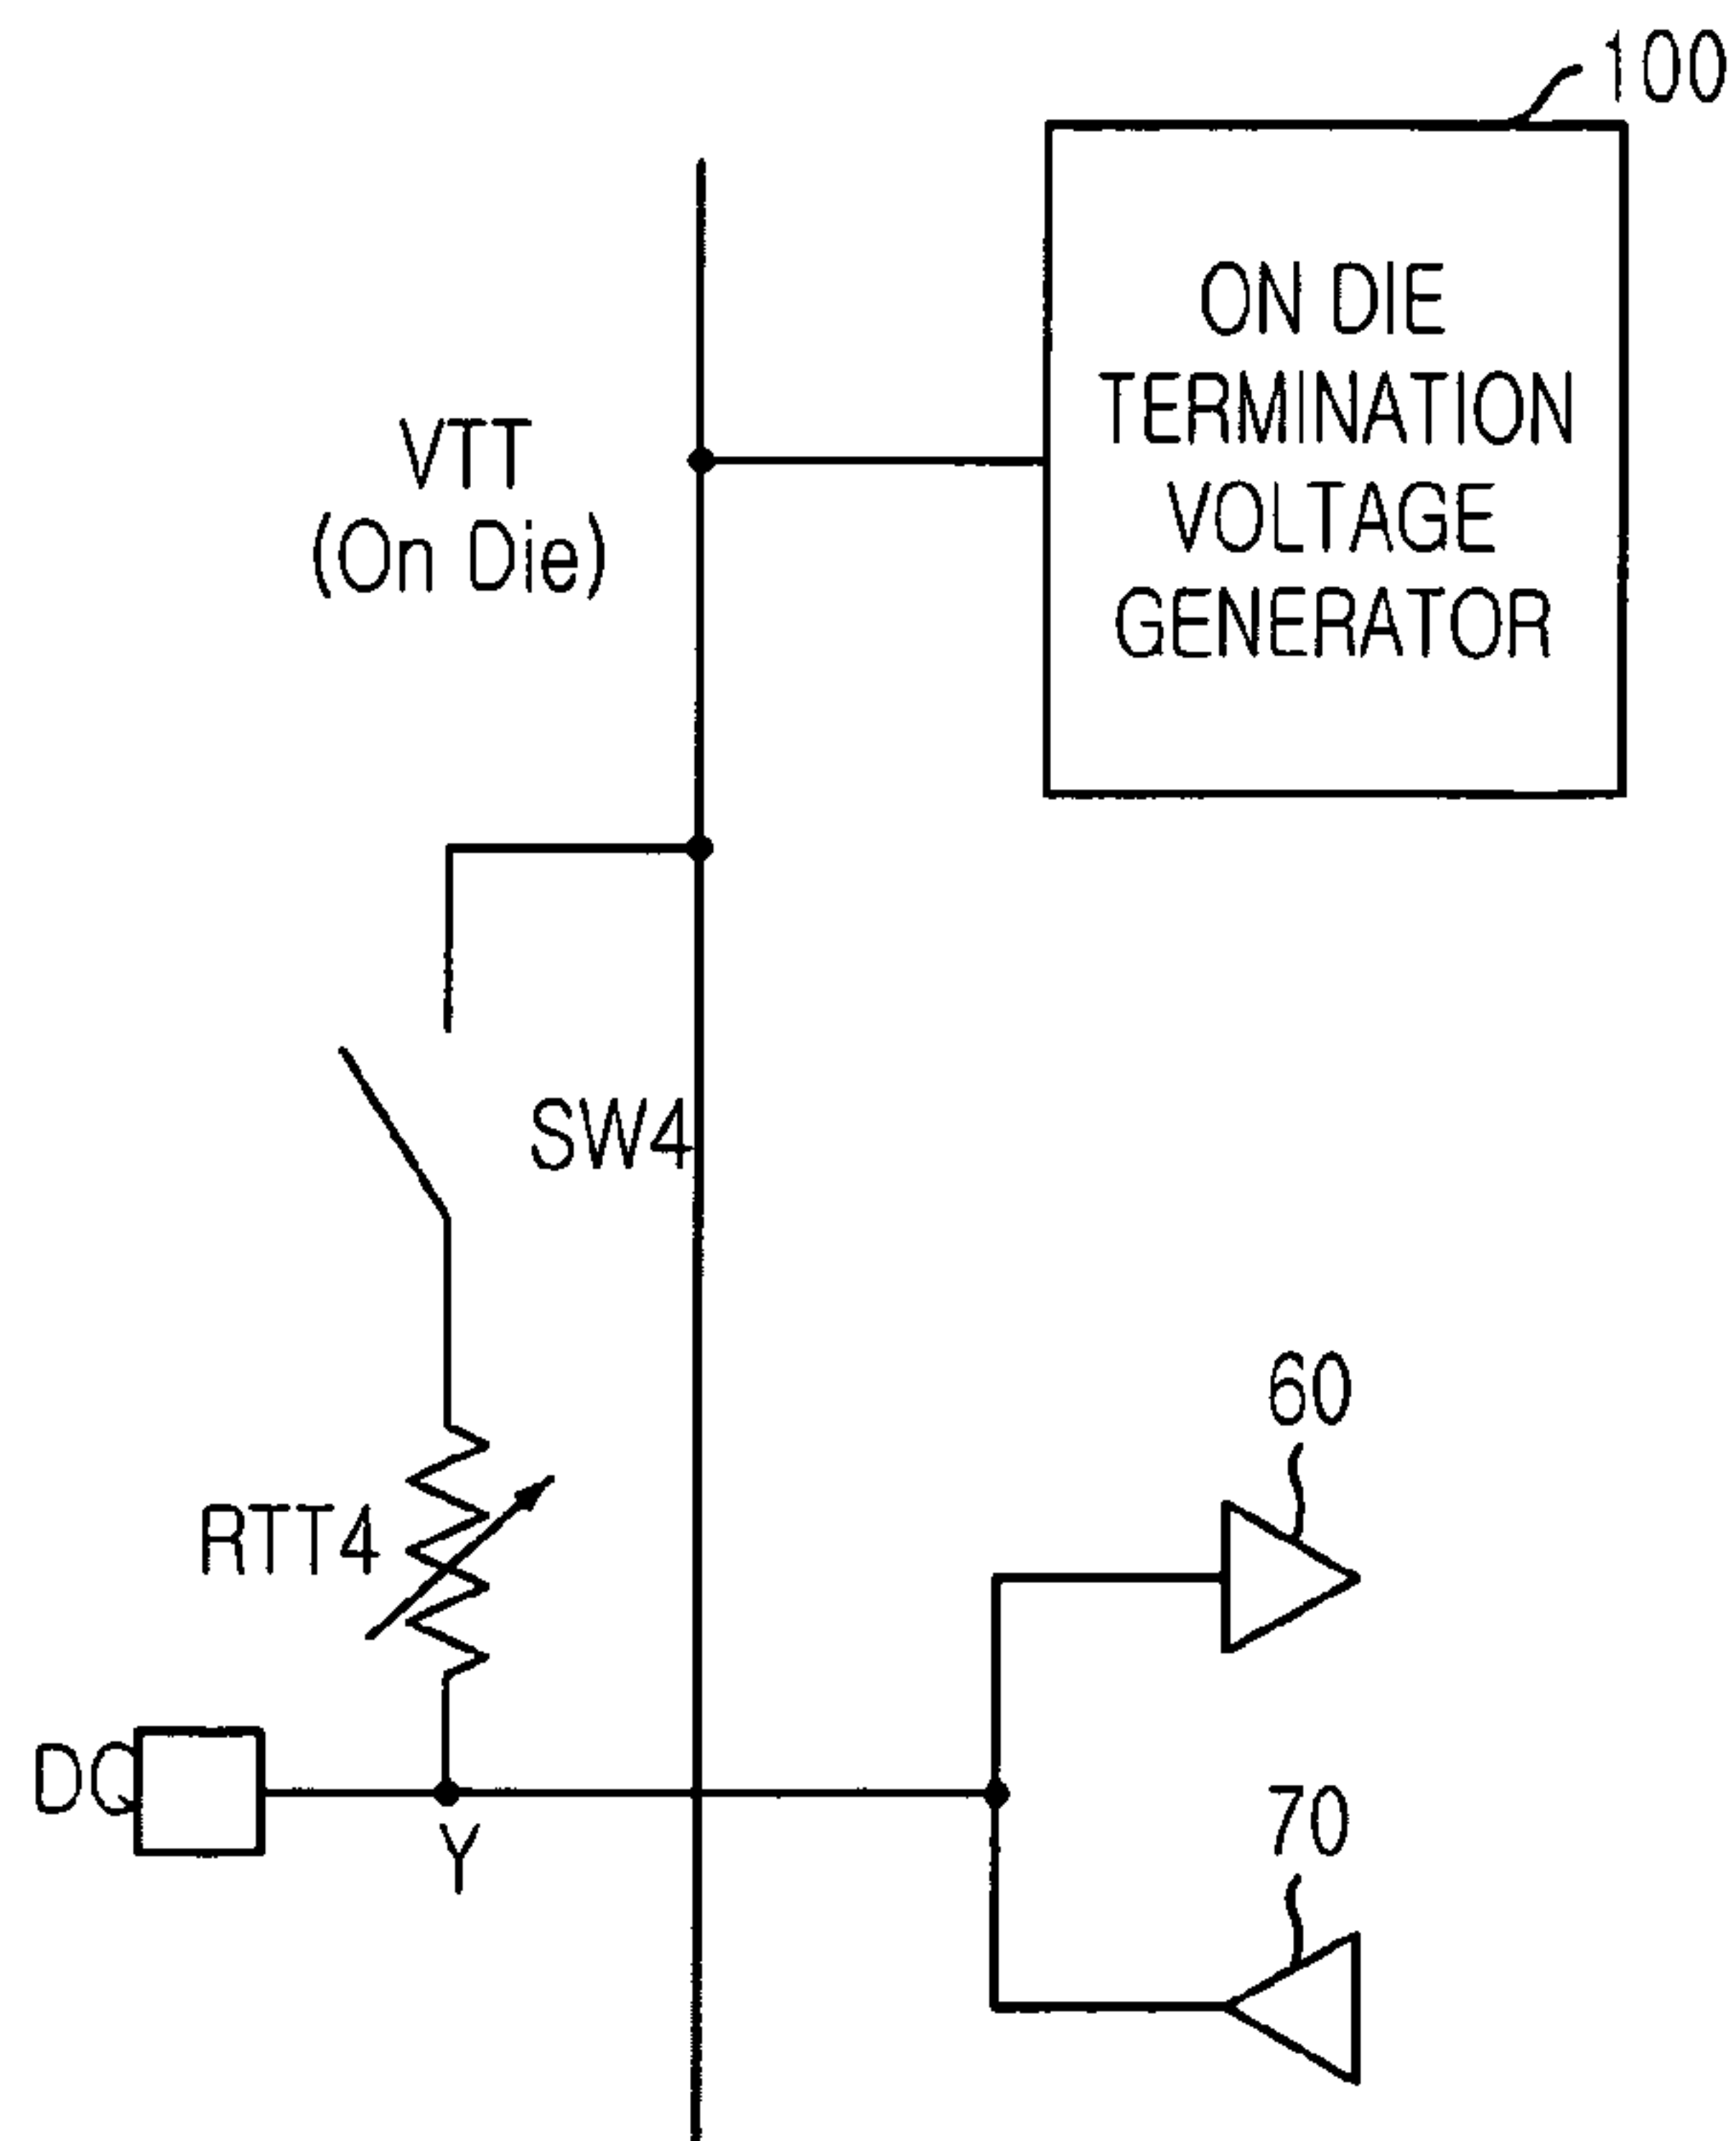 100
ON DIE
TERMINATION
VOLTAGE
GENERATOR
VTT
(On Die)
SW4
60
RTT4
DQ
Y
70